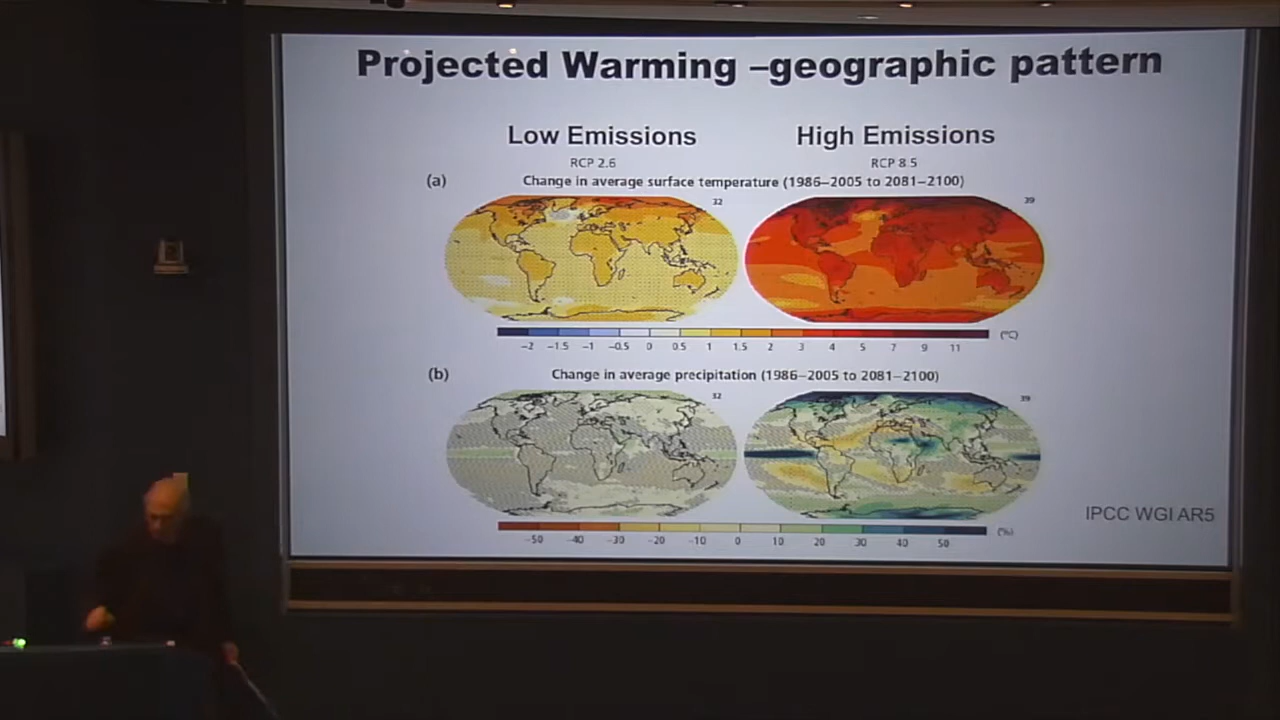 Projected Warming –geographic pattern
Low Emissions
High Emissions
RCP 2.6
RCP 8.5
(a)
Change in average surface temperature (1986–2005 to 2081–2100)
32
39
−2 −1.5 −1 −0.5 0 0.5 1 1.5 2 3 4 5 7 9 11
(°C)
(b)
Change in average precipitation (1986–2005 to 2081–2100)
32
39
IPCC WGI AR5
−50 −40 −30 −20 −10 0 10 20 30 40 50
(%)